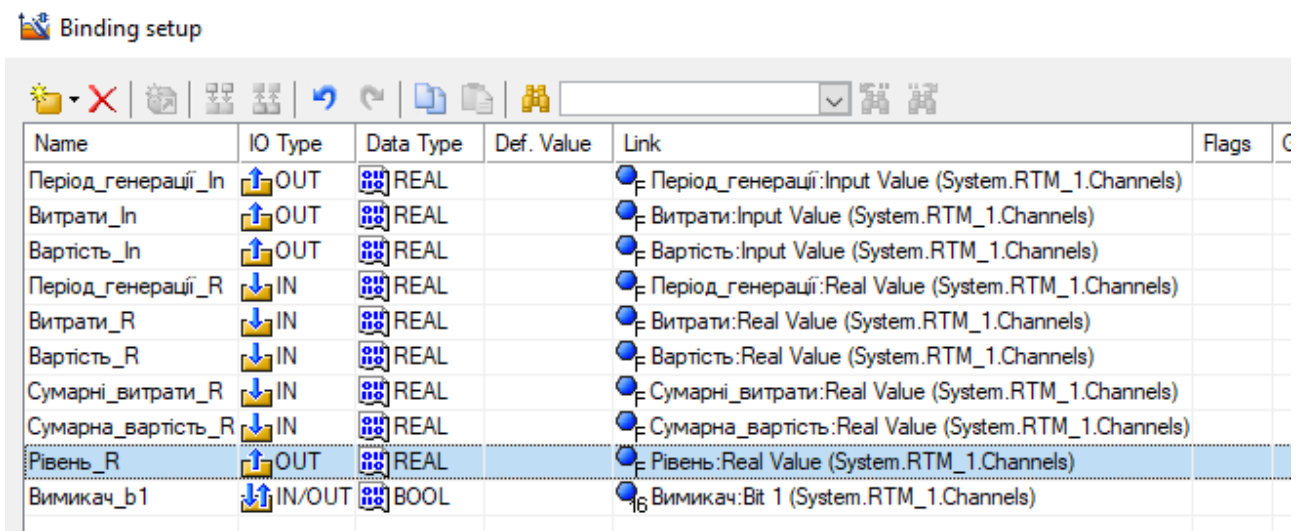 Binding setup
Name IO Type Data Type Def. Value Link Flags
Період_генерації_In OUT REAL Період_генерації:Input Value (System.RTM_1.Channels)
Витрати_In OUT REAL Витрати:Input Value (System.RTM_1.Channels)
Вартість_In OUT REAL Вартість:Input Value (System.RTM_1.Channels)
Період_генерації_R IN REAL Період_генерації:Real Value (System.RTM_1.Channels)
Витрати_R IN REAL Витрати:Real Value (System.RTM_1.Channels)
Вартість_R IN REAL Вартість:Real Value (System.RTM_1.Channels)
Сумарні_витрати_R IN REAL Сумарні_витрати:Real Value (System.RTM_1.Channels)
Сумарна_вартість_R IN REAL Сумарна_вартість:Real Value (System.RTM_1.Channels)
Рівень_R OUT REAL Рівень:Real Value (System.RTM_1.Channels)
Вимикач_b1 IN/OUT BOOL Вимикач:Bit 1 (System.RTM_1.Channels)